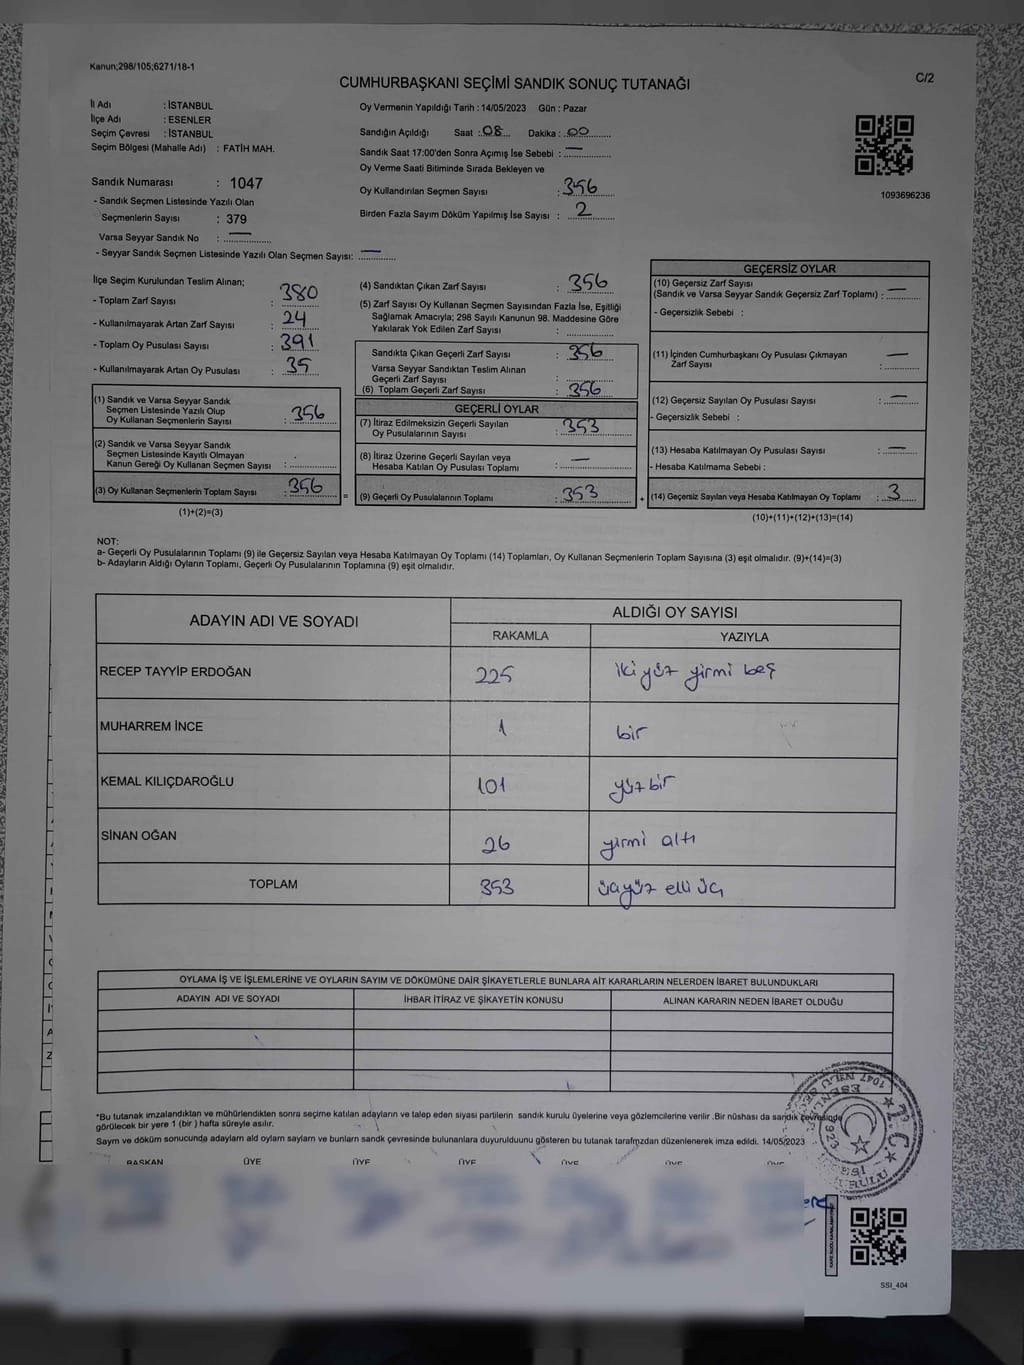 Kanun;298/105;6271/18-1
C/2
CUMHURBAŞKANI SEÇİMİ SANDIK SONUÇ TUTANAĞI
İl Adı : İSTANBUL
İlçe Adı : ESENLER
Seçim Çevresi : İSTANBUL
Seçim Bölgesi (Mahalle Adı) : FATİH MAH.
Sandık Numarası : 1047
- Sandık Seçmen Listesinde Yazılı Olan
Seçmenlerin Sayısı : 379
Varsa Seyyar Sandık No : —
- Seyyar Sandık Seçmen Listesinde Yazılı Olan Seçmen Sayısı: —
Oy Vermenin Yapıldığı Tarih : 14/05/2023 Gün : Pazar
Sandığın Açıldığı Saat : 08 Dakika : 00
Sandık Saat 17:00'den Sonra Açımış İse Sebebi : —
Oy Verme Saati Bitiminde Sırada Bekleyen ve
Oy Kullandırılan Seçmen Sayısı : 356
Birden Fazla Sayım Döküm Yapılmış İse Sayısı : 2
1093696236
İlçe Seçim Kurulundan Teslim Alınan;
- Toplam Zarf Sayısı : 380
- Kullanılmayarak Artan Zarf Sayısı : 24
- Toplam Oy Pusulası Sayısı : 391
- Kullanılmayarak Artan Oy Pusulası : 35
(1) Sandık ve Varsa Seyyar Sandık
Seçmen Listesinde Yazılı Olup
Oy Kullanan Seçmenlerin Sayısı : 356
(2) Sandık ve Varsa Seyyar Sandık
Seçmen Listesinde Kayıtlı Olmayan
Kanun Gereği Oy Kullanan Seçmen Sayısı :
(3) Oy Kullanan Seçmenlerin Toplam Sayısı : 356
(1)+(2)=(3)
(4) Sandıktan Çıkan Zarf Sayısı : 356
(5) Zarf Sayısı Oy Kullanan Seçmen Sayısından Fazla İse, Eşitliği
Sağlamak Amacıyla; 298 Sayılı Kanunun 98. Maddesine Göre
Yakılarak Yok Edilen Zarf Sayısı :
Sandıkta Çıkan Geçerli Zarf Sayısı : 356
Varsa Seyyar Sandıktan Teslim Alınan
Geçerli Zarf Sayısı :
(6) Toplam Geçerli Zarf Sayısı : 356
GEÇERLİ OYLAR
(7) İtiraz Edilmeksizin Geçerli Sayılan
Oy Pusulalarının Sayısı : 353
(8) İtiraz Üzerine Geçerli Sayılan veya
Hesaba Katılan Oy Pusulası Toplamı : —
= (9) Geçerli Oy Pusulalarının Toplamı : 353 +
GEÇERSİZ OYLAR
(10) Geçersiz Zarf Sayısı
(Sandık ve Varsa Seyyar Sandık Geçersiz Zarf Toplamı) : —
- Geçersizlik Sebebi :
(11) İçinden Cumhurbaşkanı Oy Pusulası Çıkmayan
Zarf Sayısı : —
(12) Geçersiz Sayılan Oy Pusulası Sayısı : —
- Geçersizlik Sebebi :
(13) Hesaba Katılmayan Oy Pusulası Sayısı : —
- Hesaba Katılmama Sebebi :
(14) Geçersiz Sayılan veya Hesaba Katılmayan Oy Toplamı : 3
(10)+(11)+(12)+(13)=(14)
NOT:
a- Geçerli Oy Pusulalarının Toplamı (9) ile Geçersiz Sayılan veya Hesaba Katılmayan Oy Toplamı (14) Toplamları, Oy Kullanan Seçmenlerin Toplam Sayısına (3) eşit olmalıdır. (9)+(14)=(3)
b- Adayların Aldığı Oyların Toplamı, Geçerli Oy Pusulalarının Toplamına (9) eşit olmalıdır.
ADAYIN ADI VE SOYADI ALDIĞI OY SAYISI
RAKAMLA YAZIYLA
RECEP TAYYİP ERDOĞAN 225 iki yüz yirmi beş
MUHARREM İNCE 1 bir
KEMAL KILIÇDAROĞLU 101 yüz bir
SİNAN OĞAN 26 yirmi altı
TOPLAM 353 üçyüz elli üç
OYLAMA İŞ VE İŞLEMLERİNE VE OYLARIN SAYIM VE DÖKÜMÜNE DAİR ŞİKAYETLERLE BUNLARA AİT KARARLARIN NELERDEN İBARET BULUNDUKLARI
ADAYIN ADI VE SOYADI İHBAR İTİRAZ VE ŞİKAYETİN KONUSU ALINAN KARARIN NEDEN İBARET OLDUĞU
*Bu tutanak imzalandıktan ve mühürlendikten sonra seçime katılan adayların ve talep eden siyasi partilerin sandık kurulu üyelerine veya gözlemcilerine verilir .Bir nüshası da sandık çevresinde
görülecek bir yere 1 (bir ) hafta süreyle asılır.
Sayım ve döküm sonucunda adayların ald oyların sayların ve bunların sandk çevresinde bulunanlara duyurulduunu gösteren bu tutanak tarafmzdan düzenlenerek imza edildi. 14/05/2023
BAŞKAN ÜYE ÜYE ÜYE ÜYE ÜYE ÜYE
T.C.
1047
1923
SSI_404